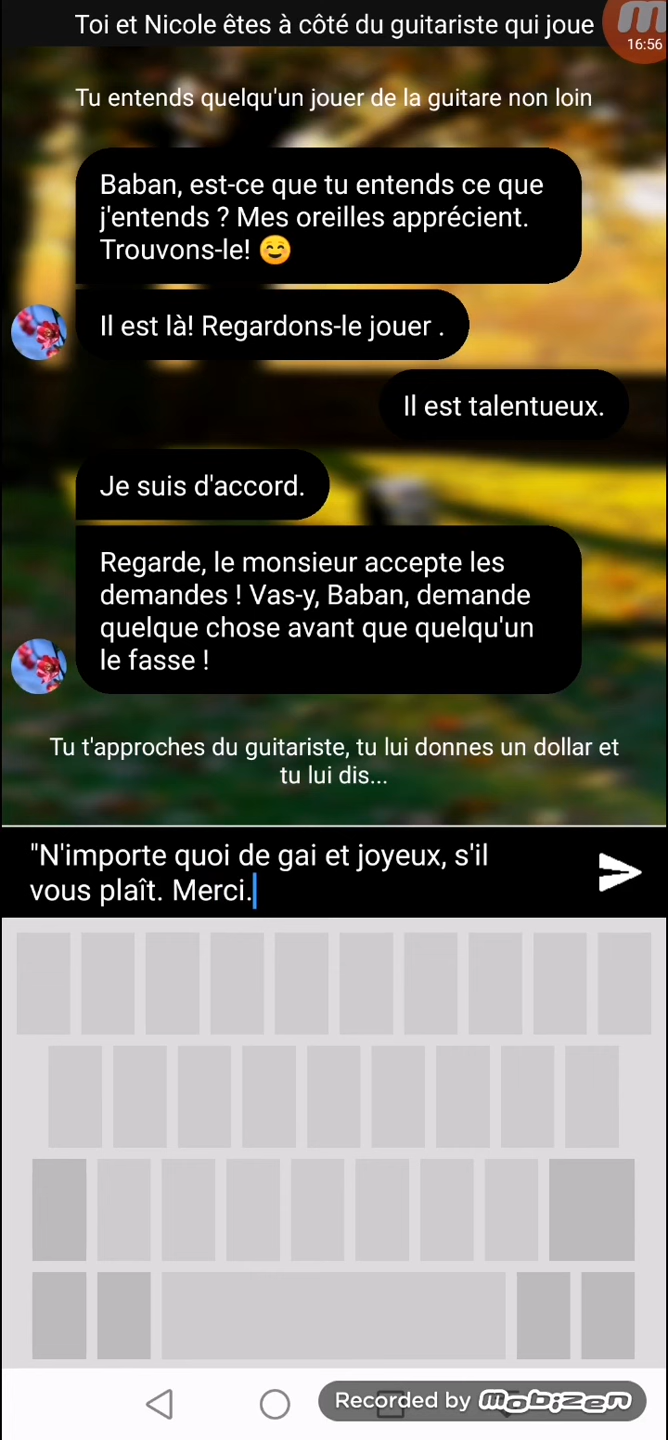 Toi et Nicole êtes à côté du guitariste qui joue
16:56
Tu entends quelqu'un jouer de la guitare non loin
Baban, est-ce que tu entends ce que
j'entends ? Mes oreilles apprécient.
Trouvons-le! 😊
Il est là! Regardons-le jouer .
Il est talentueux.
Je suis d'accord.
Regarde, le monsieur accepte les
demandes ! Vas-y, Baban, demande
quelque chose avant que quelqu'un
le fasse !
Tu t'approches du guitariste, tu lui donnes un dollar et
tu lui dis...
"N'importe quoi de gai et joyeux, s'il
vous plaît. Merci.
Recorded by mobizen